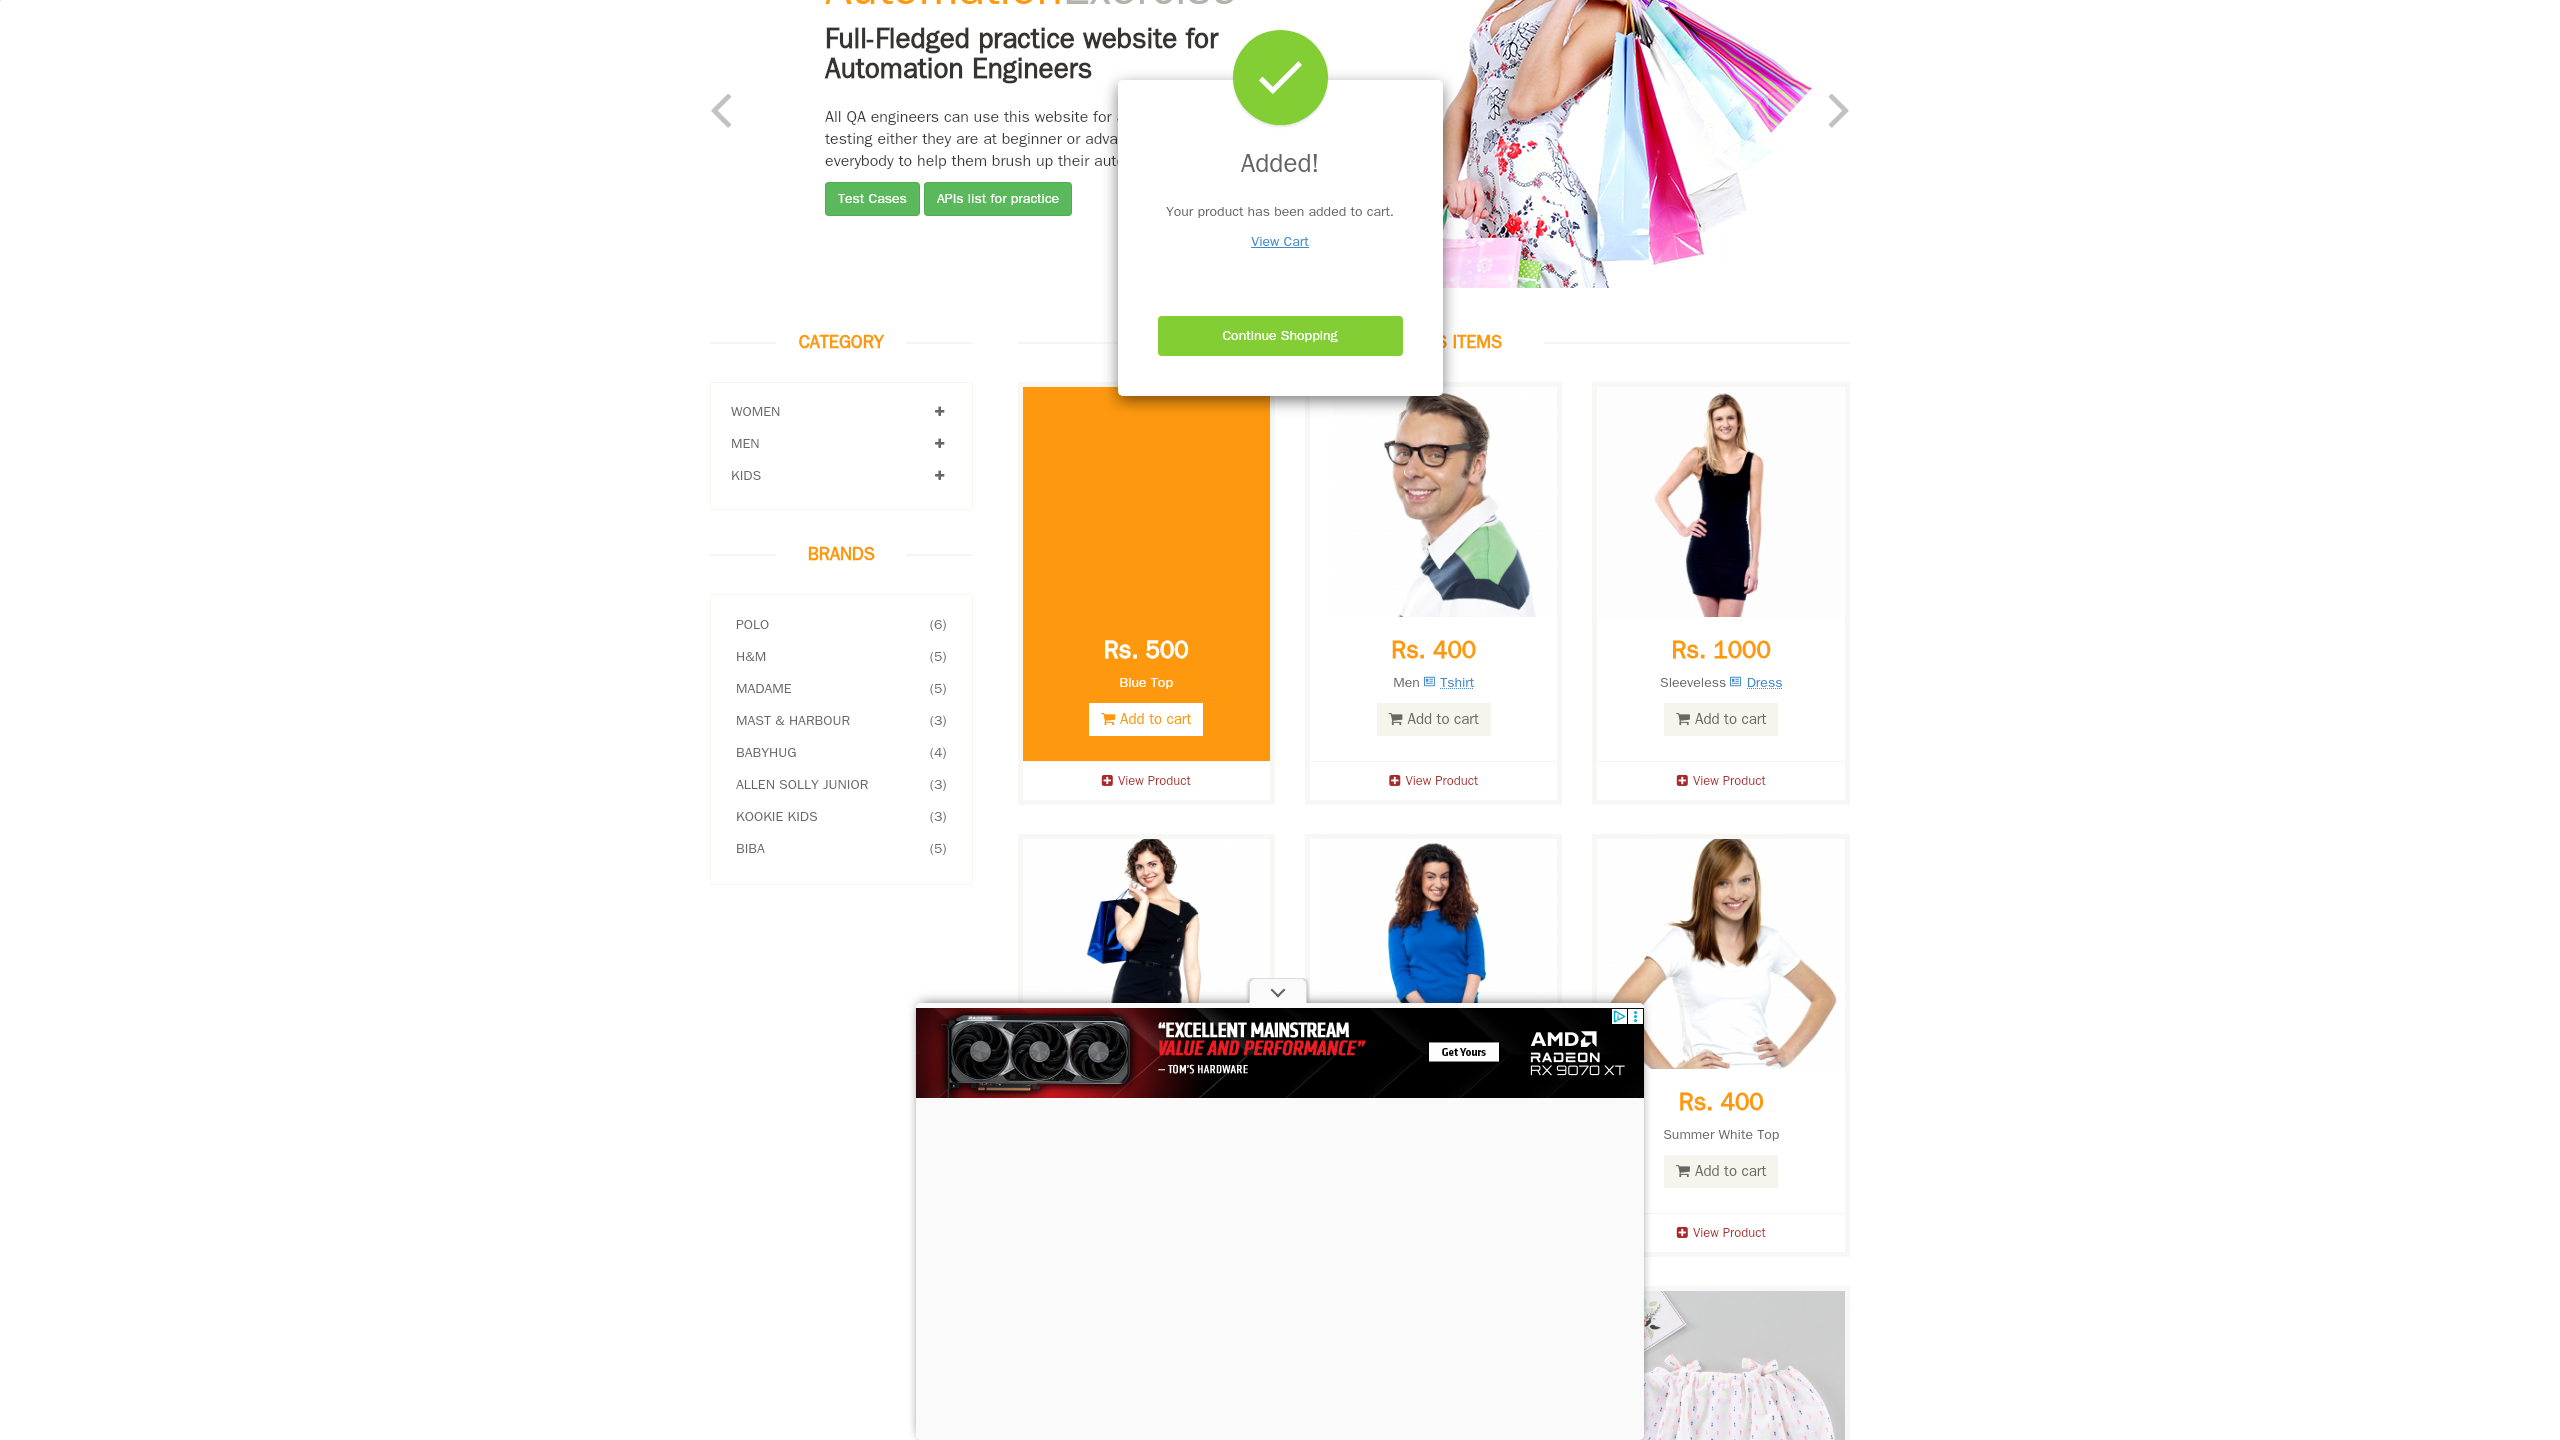 Full-Fledged practice website for
Automation Engineers
All QA engineers can use this website for
testing either they are at beginner or
everybody to help them brush up their
Test Cases
APIs list for practice
Added!
Your product has been added to cart.
View Cart
Continue Shopping
CATEGORY
ITEMS
WOMEN
MEN
KIDS
BRANDS
POLO (6)
H&M (5)
MADAME (5)
MAST & HARBOUR (3)
BABYHUG (4)
ALLEN SOLLY JUNIOR (3)
KOOKIE KIDS (3)
BIBA (5)
Rs. 500
Blue Top
Add to cart
View Product
Rs. 400
Men Tshirt
Add to cart
View Product
Rs. 1000
Sleeveless Dress
Add to cart
View Product
“EXCELLENT MAINSTREAM
VALUE AND PERFORMANCE”
– TOM'S HARDWARE
Get Yours
AMD
RADEON
RX 9070 XT
Rs. 400
Summer White Top
Add to cart
View Product